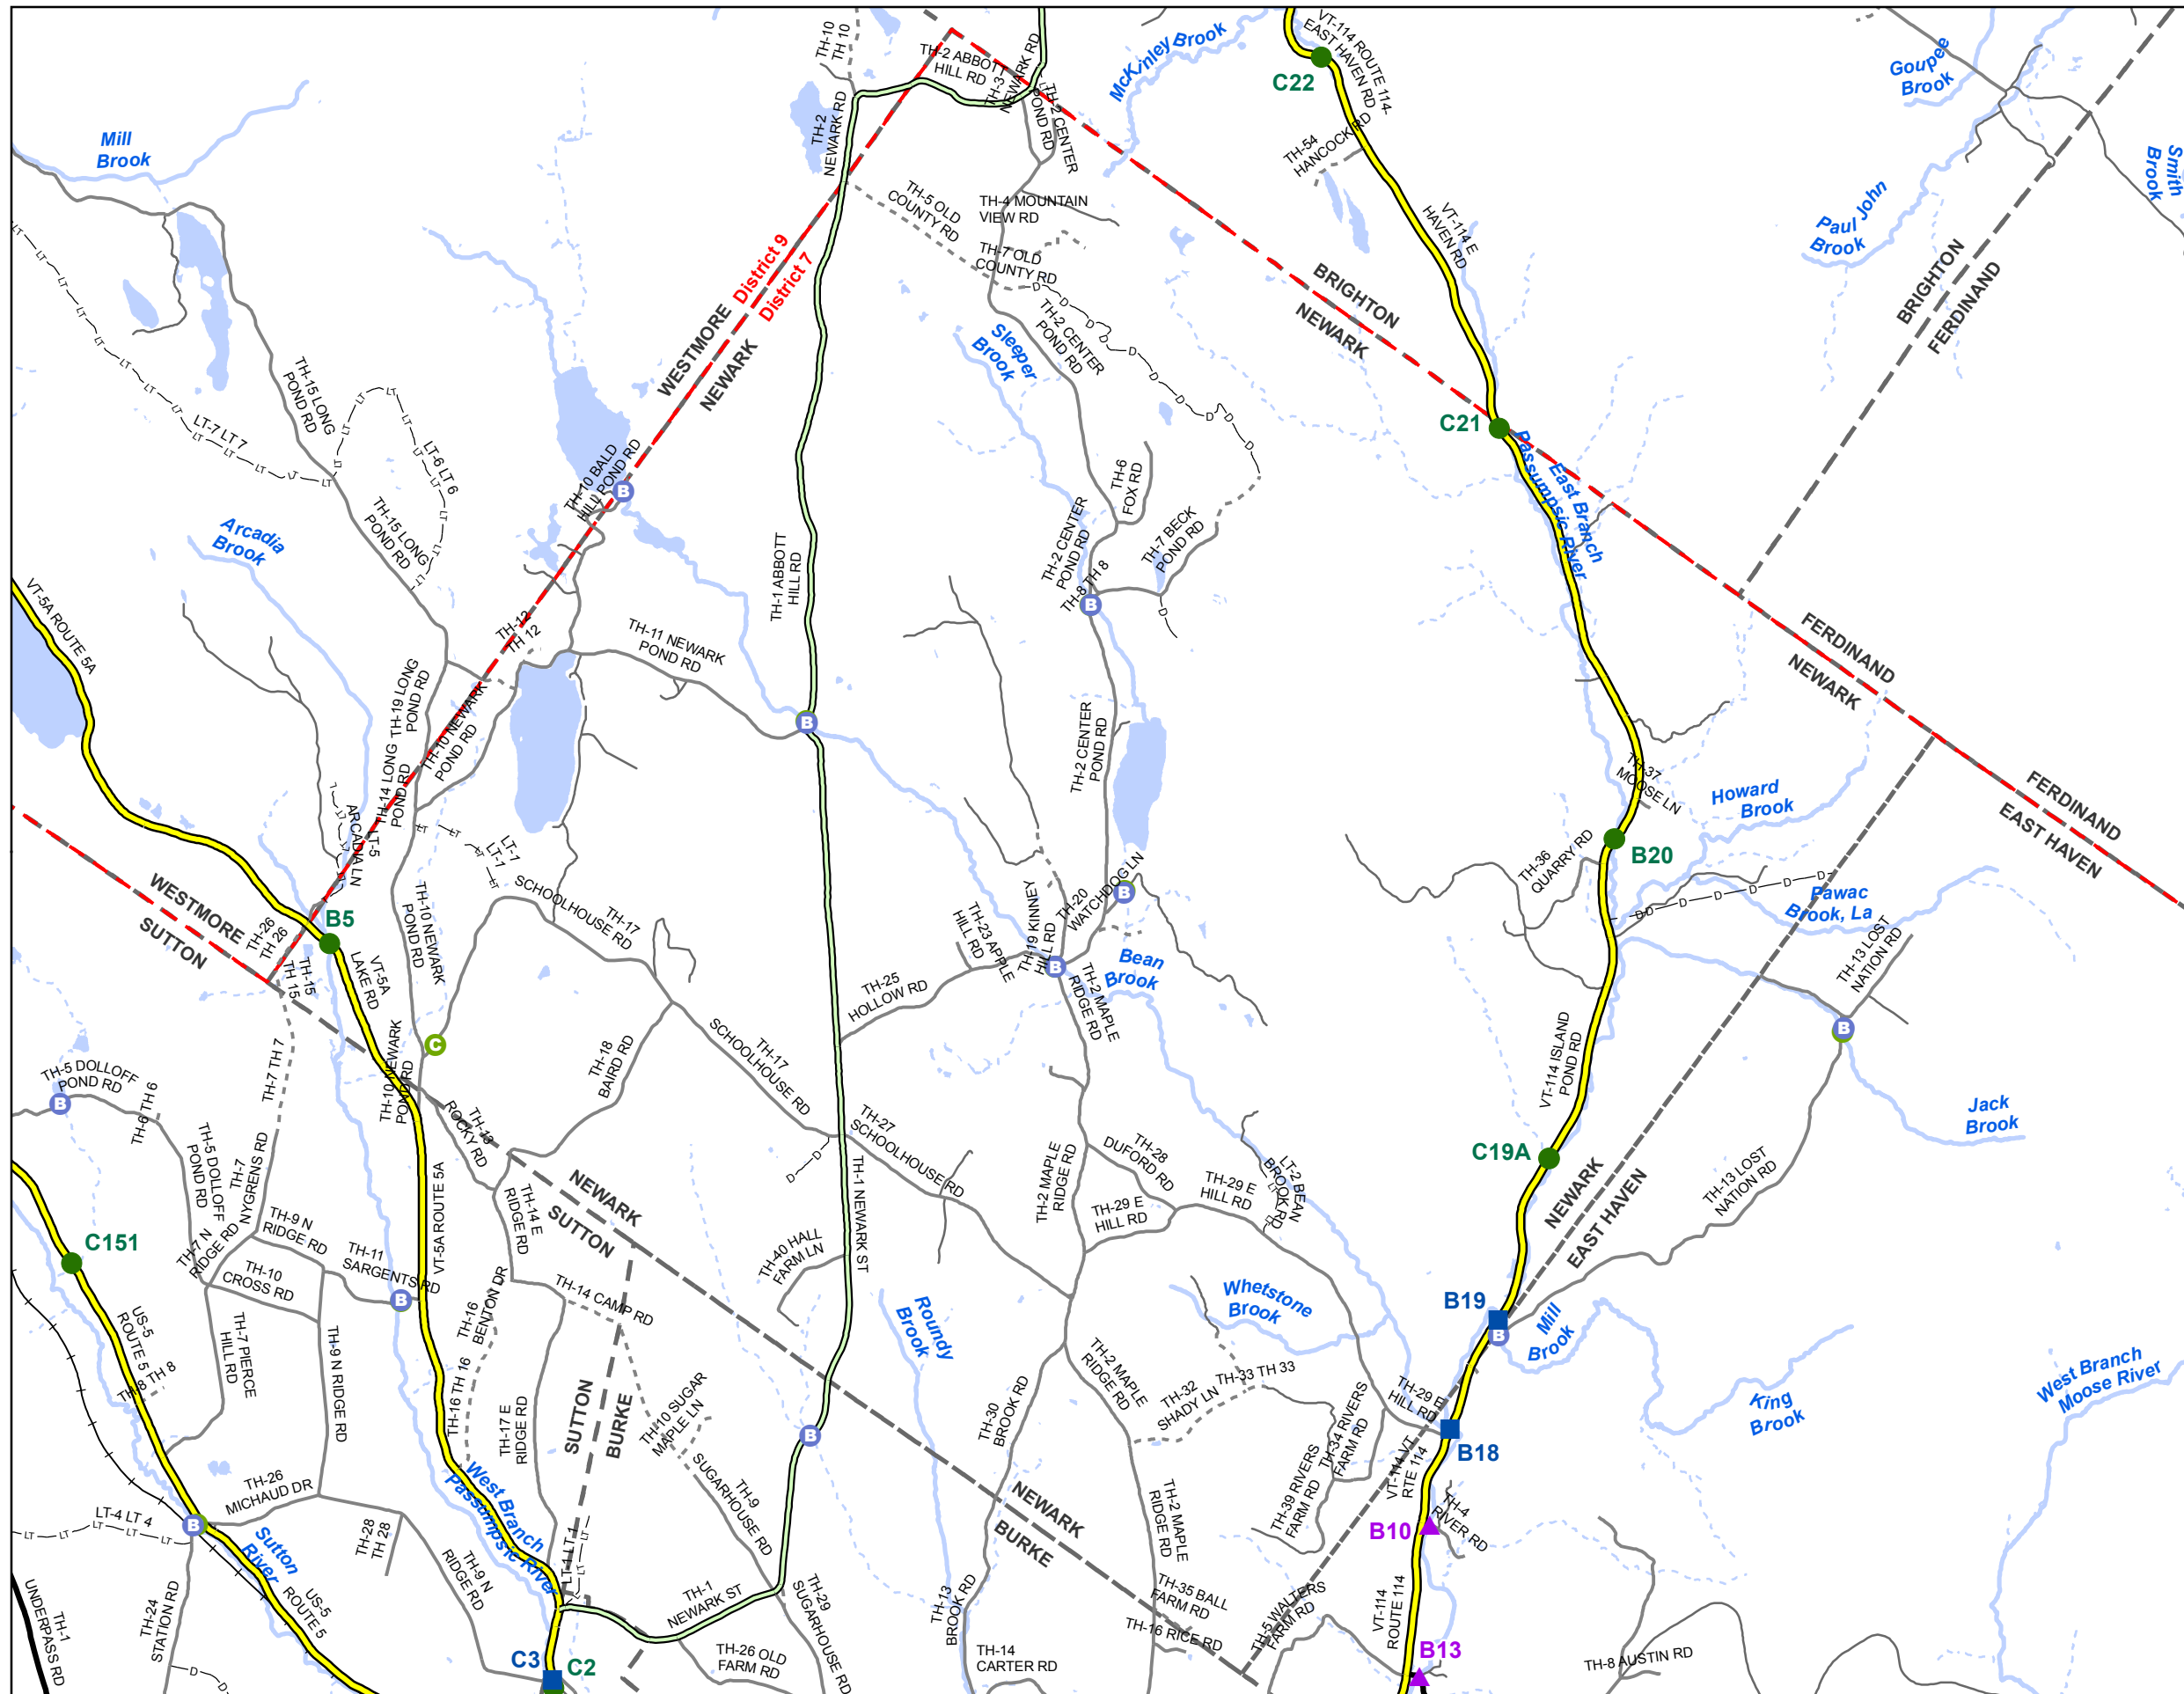 TH-10
TH 10
TH-2 ABBOTT
HILL RD
TH-3
NEWARK RD
McKinley Brook
VT-114 ROUTE 114-
EAST HAVEN RD
C22
Goupee
Brook
Mill
Brook
TH-2
NEWARK RD
TH-2 CENTER
POND RD
TH-54
HANCOCK RD
Smith
Brook
TH-5 OLD
COUNTY RD
TH-4 MOUNTAIN
VIEW RD
VT-114 E
HAVEN RD
Paul John
Brook
TH-7 OLD
COUNTY RD
District 9
District 7
WESTMORE
NEWARK
BRIGHTON
NEWARK
BRIGHTON
FERDINAND
TH-2 CENTER
POND RD
Sleeper
Brook
TH-15 LONG
POND RD
LT-7 LT 7
LT-6 LT 6
C21
TH-10 BALD
HILL POND RD
B
TH-6
FOX RD
East Branch
Passumpsic River
TH-15 LONG
POND RD
Arcadia
Brook
TH-2 CENTER
POND RD
TH-7 BECK
POND RD
TH-1 ABBOTT
HILL RD
TH-8 TH 8
B
VT-5A ROUTE 5A
TH-12
TH 12
TH-11 NEWARK
POND RD
FERDINAND
NEWARK
TH-19 LONG
POND RD
TH-10 NEWARK
POND RD
B
TH-2 CENTER
POND RD
TH-14 LONG
POND RD
TH-37
MOOSE LN
Howard
Brook
FERDINAND
EAST HAVEN
LT-5
ARCADIA LN
LT-1
LT-1
B20
TH-36
QUARRY RD
WESTMORE
SUTTON
TH-26
TH 26
B5
TH-10 NEWARK
POND RD
TH-17
SCHOOLHOUSE RD
TH-20
WATCHDOG LN
B
Pawac
Brook, La
TH-23 APPLE
HILL RD
TH-19 KINNEY
HILL RD
B
Bean
Brook
TH-13 LOST
NATION RD
TH-15
TH 15
VT-5A
LAKE RD
TH-25
HOLLOW RD
TH-2 MAPLE
RIDGE RD
B
C
TH-10 NEWARK
POND RD
TH-18
BAIRD RD
TH-17
SCHOOLHOUSE RD
VT-114 ISLAND
POND RD
TH-5 DOLLOFF
POND RD
B
TH-6 TH 6
TH-7 TH 7
TH-13
ROCKY RD
TH-27
SCHOOLHOUSE RD
Jack
Brook
TH-5 DOLLOFF
POND RD
TH-7
NYGRENS RD
TH-28
DUFORD RD
C19A
TH-2 MAPLE
RIDGE RD
TH-29 E
HILL RD
TH-29 E
HILL RD
LT-2 BEAN
BROOK RD
TH-13 LOST
NATION RD
NEWARK
EAST HAVEN
NEWARK
SUTTON
VT-5A ROUTE 5A
TH-14 E
RIDGE RD
TH-1 NEWARK ST
C151
TH-7 N
RIDGE RD
TH-9 N
RIDGE RD
TH-11
SARGENTS RD
TH-10
CROSS RD
B
TH-40 HALL
FARM LN
TH-14 CAMP RD
Whetstone
Brook
B19
B
Mill
Brook
US-5
ROUTE 5
TH-7 PIERCE
HILL RD
TH-9 N RIDGE RD
TH-16
BENTON DR
Roundy
Brook
TH-8 TH 8
TH-16 TH 16
TH-2 MAPLE
RIDGE RD
TH-32
SHADY LN
TH-33 TH 33
TH-29 E
HILL RD
West Branch
Moose River
King
Brook
TH-17 E
RIDGE RD
SUTTON
BURKE
TH-10 SUGAR
MAPLE LN
B
TH-30
BROOK RD
TH-34 RIVERS
FARM RD
B18
TH-39 RIVERS
FARM RD
VT-114 VT
RTE 114
TH-26
MICHAUD DR
LT-4 LT 4
B
West Branch
Passumpsic River
TH-9
SUGARHOUSE RD
NEWARK
BURKE
TH-2 MAPLE
RIDGE RD
B10
TH-4
RIVER RD
Sutton
River
TH-28
TH 28
LT-1 LT 1
TH-9 N
RIDGE RD
US-5
ROUTE 5
TH-1
UNDERPASS RD
TH-24
STATION RD
TH-1
NEWARK ST
TH-29
SUGARHOUSE RD
TH-13
BROOK RD
TH-35 BALL
FARM RD
TH-16 RICE RD
TH-5 WALTERS
FARM RD
VT-114
ROUTE 114
C3
C2
TH-26 OLD
FARM RD
TH-14
CARTER RD
B13
TH-8 AUSTIN RD